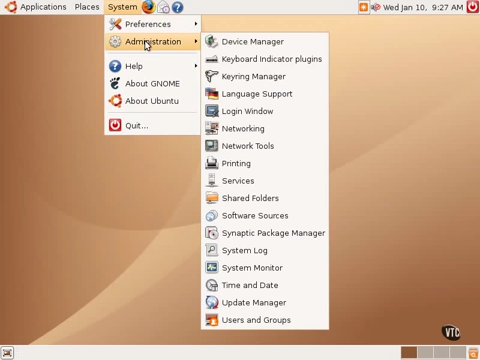 Applications Places System Wed Jan 10, 9:27 AM
Preferences
Administration
Help
About GNOME
About Ubuntu
Quit...
Device Manager
Keyboard Indicator plugins
Keyring Manager
Language Support
Login Window
Networking
Network Tools
Printing
Services
Shared Folders
Software Sources
Synaptic Package Manager
System Log
System Monitor
Time and Date
Update Manager
Users and Groups
VTC